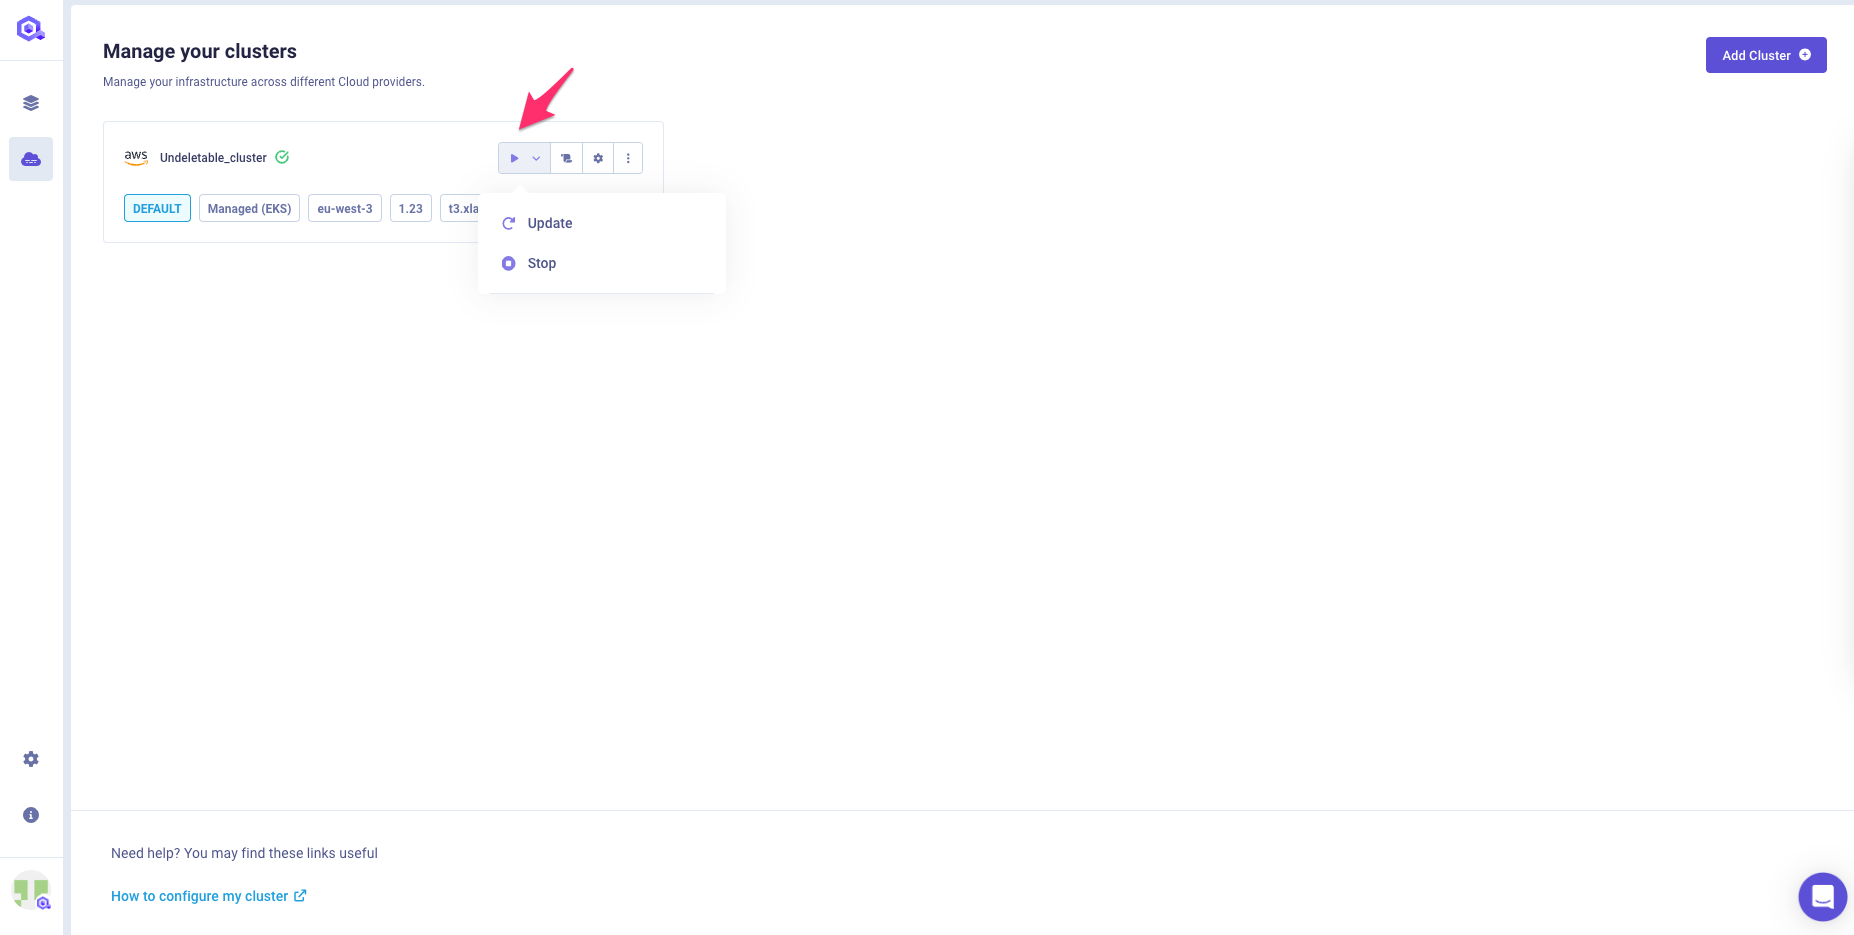 Manage your clusters
Add Cluster
Manage your infrastructure across different Cloud providers.
aws Undeletable_cluster
DEFAULT Managed (EKS) eu-west-3 1.23 t3.xla
Update
Stop
Need help? You may find these links useful
How to configure my cluster